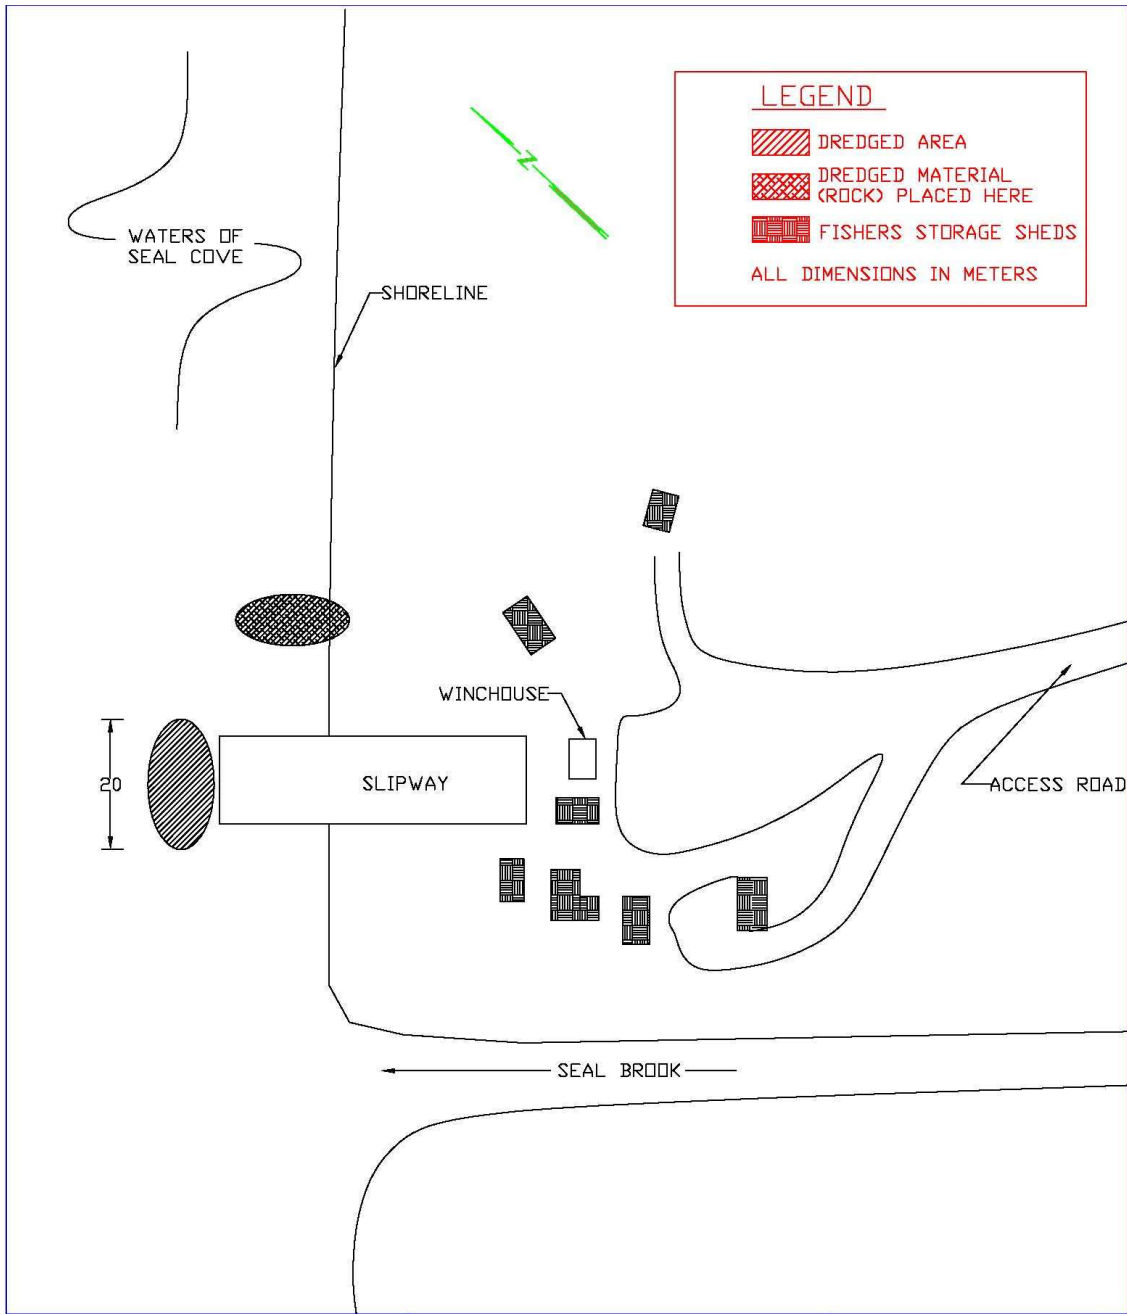 LEGEND
DREDGED AREA
DREDGED MATERIAL
(ROCK) PLACED HERE
FISHERS STORAGE SHEDS
ALL DIMENSIONS IN METERS
N
WATERS OF
SEAL COVE
SHORELINE
WINCHOUSE
20
SLIPWAY
ACCESS ROAD
SEAL BROOK